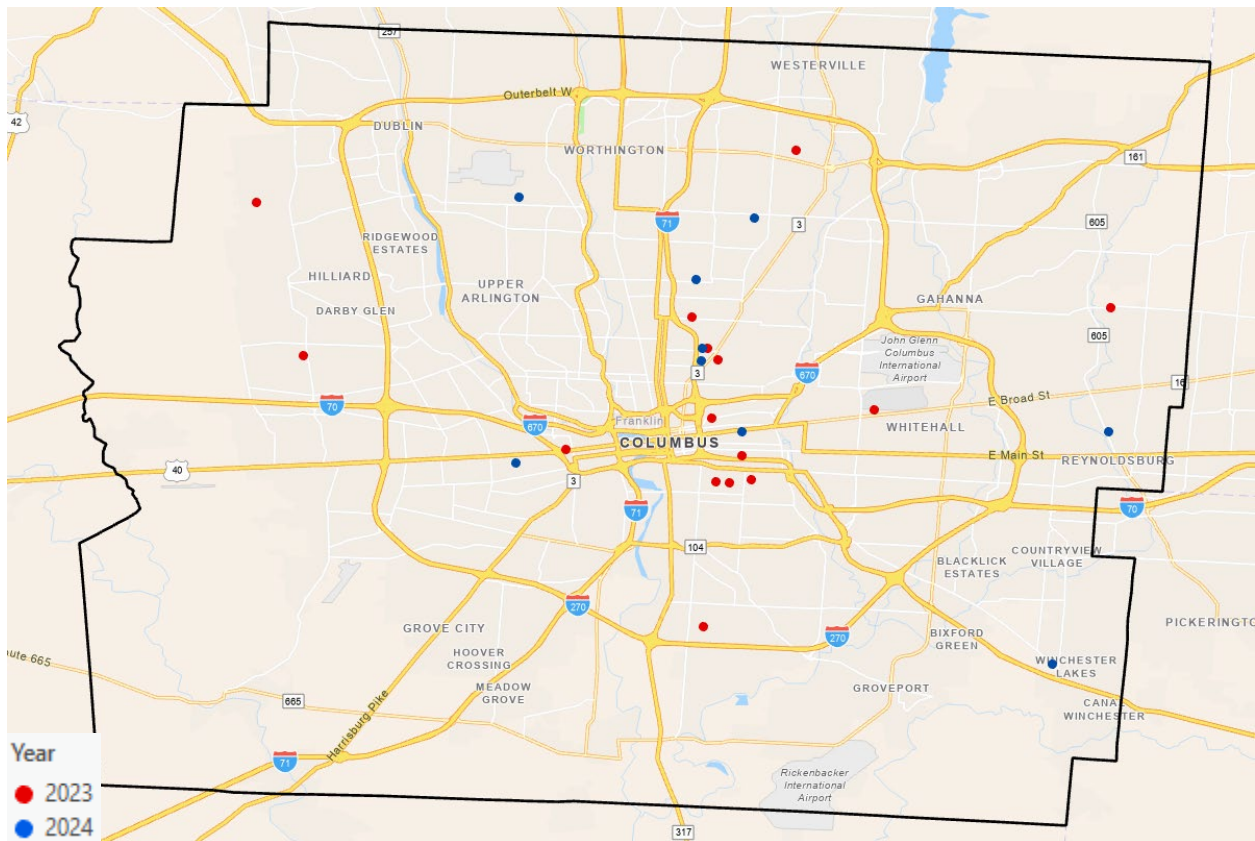 257
WESTERVILLE
Outerbelt W
42
DUBLIN
WORTHINGTON
161
71
3
605
RIDGEWOOD
ESTATES
HILLIARD
UPPER
ARLINGTON
GAHANNA
DARBY GLEN
605
John Glenn
Columbus
International
Airport
3
670
16
70
E Broad St
Franklin
670
WHITEHALL
COLUMBUS
E Main St
REYNOLDSBURG
40
3
71
70
104
COUNTRYVIEW
VILLAGE
BLACKLICK
ESTATES
270
GROVE CITY
270
BIXFORD
GREEN
PICKERINGTO
HOOVER
CROSSING
oute 665
WINCHESTER
LAKES
MEADOW
GROVE
GROVEPORT
665
CANAL
WINCHESTER
Harrisburg Pike
71
Rickenbacker
International
Airport
317
Year
2023
2024